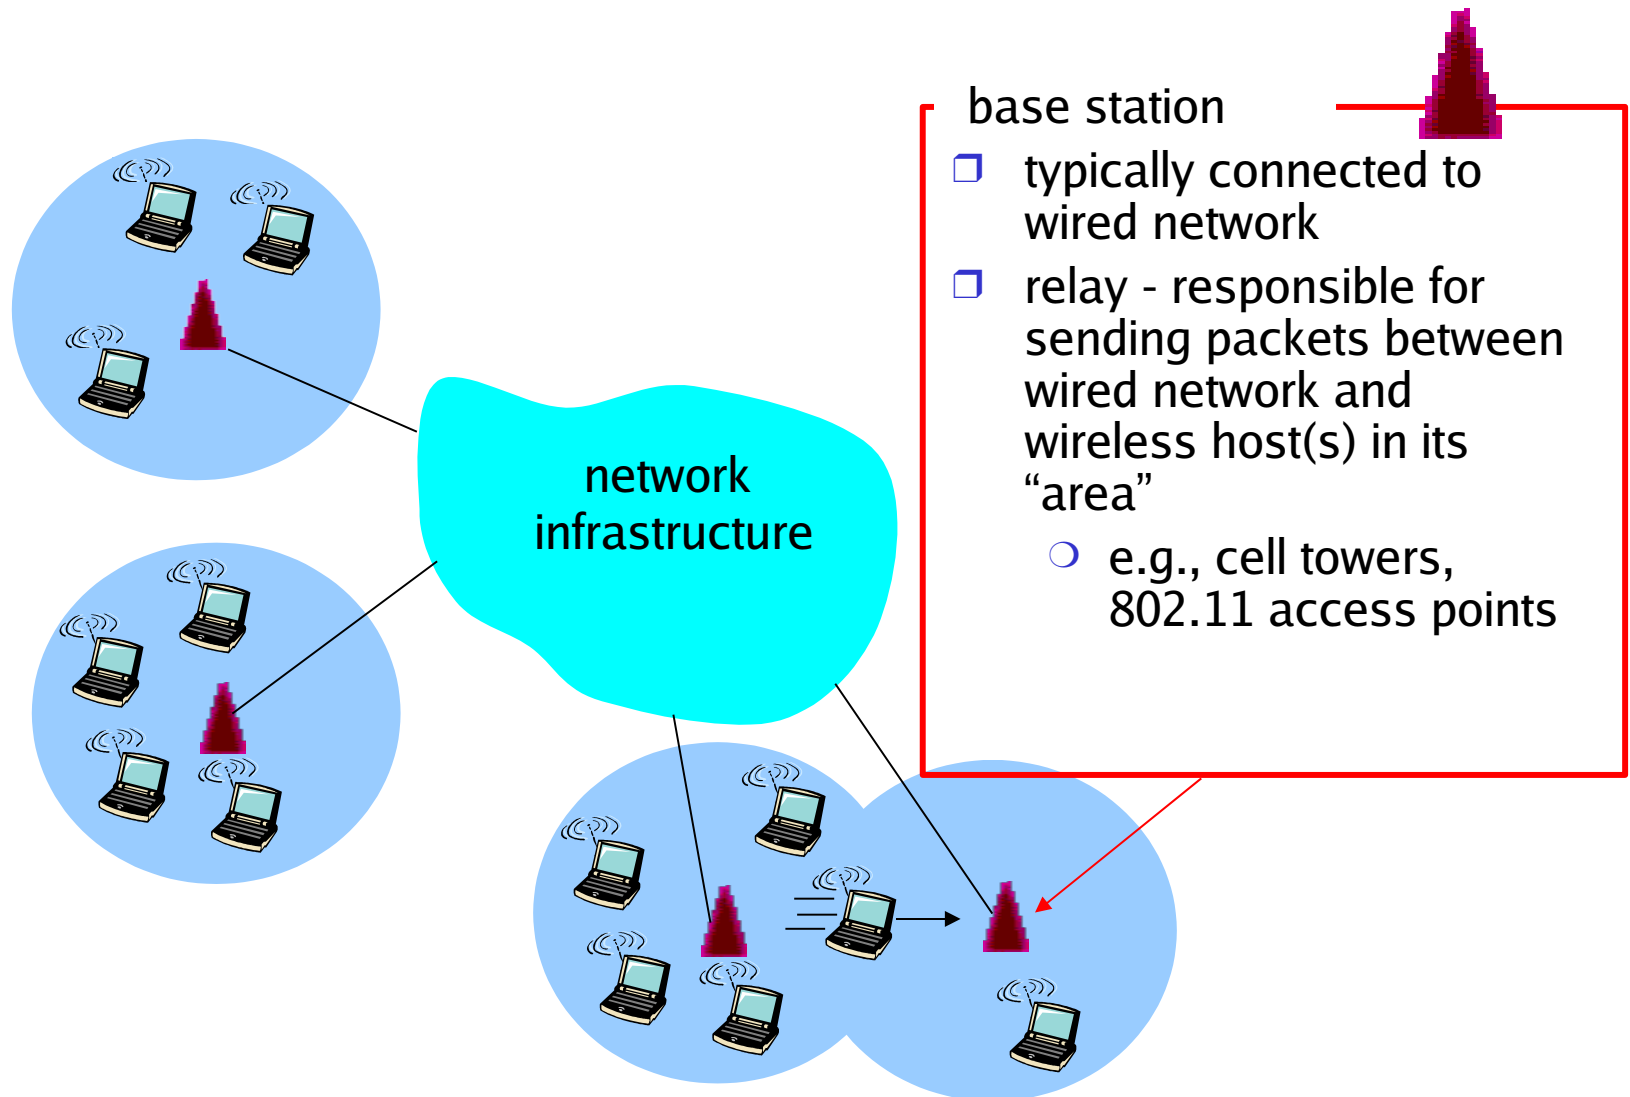 base station
❒ typically connected to
wired network
❒ relay - responsible for
sending packets between
wired network and
wireless host(s) in its
“area”
❍ e.g., cell towers,
802.11 access points
network
infrastructure